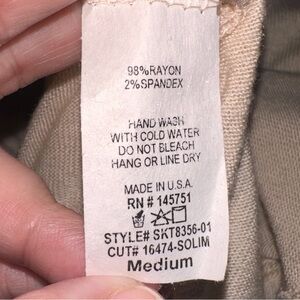 98%RAYON
2%SPANDEX
HAND WASH
WITH COLD WATER
DO NOT BLEACH
HANG OR LINE DRY
MADE IN U.S.A.
RN # 145751
STYLE# SKT8356-01
CUT# 16474-SOLIM
Medium